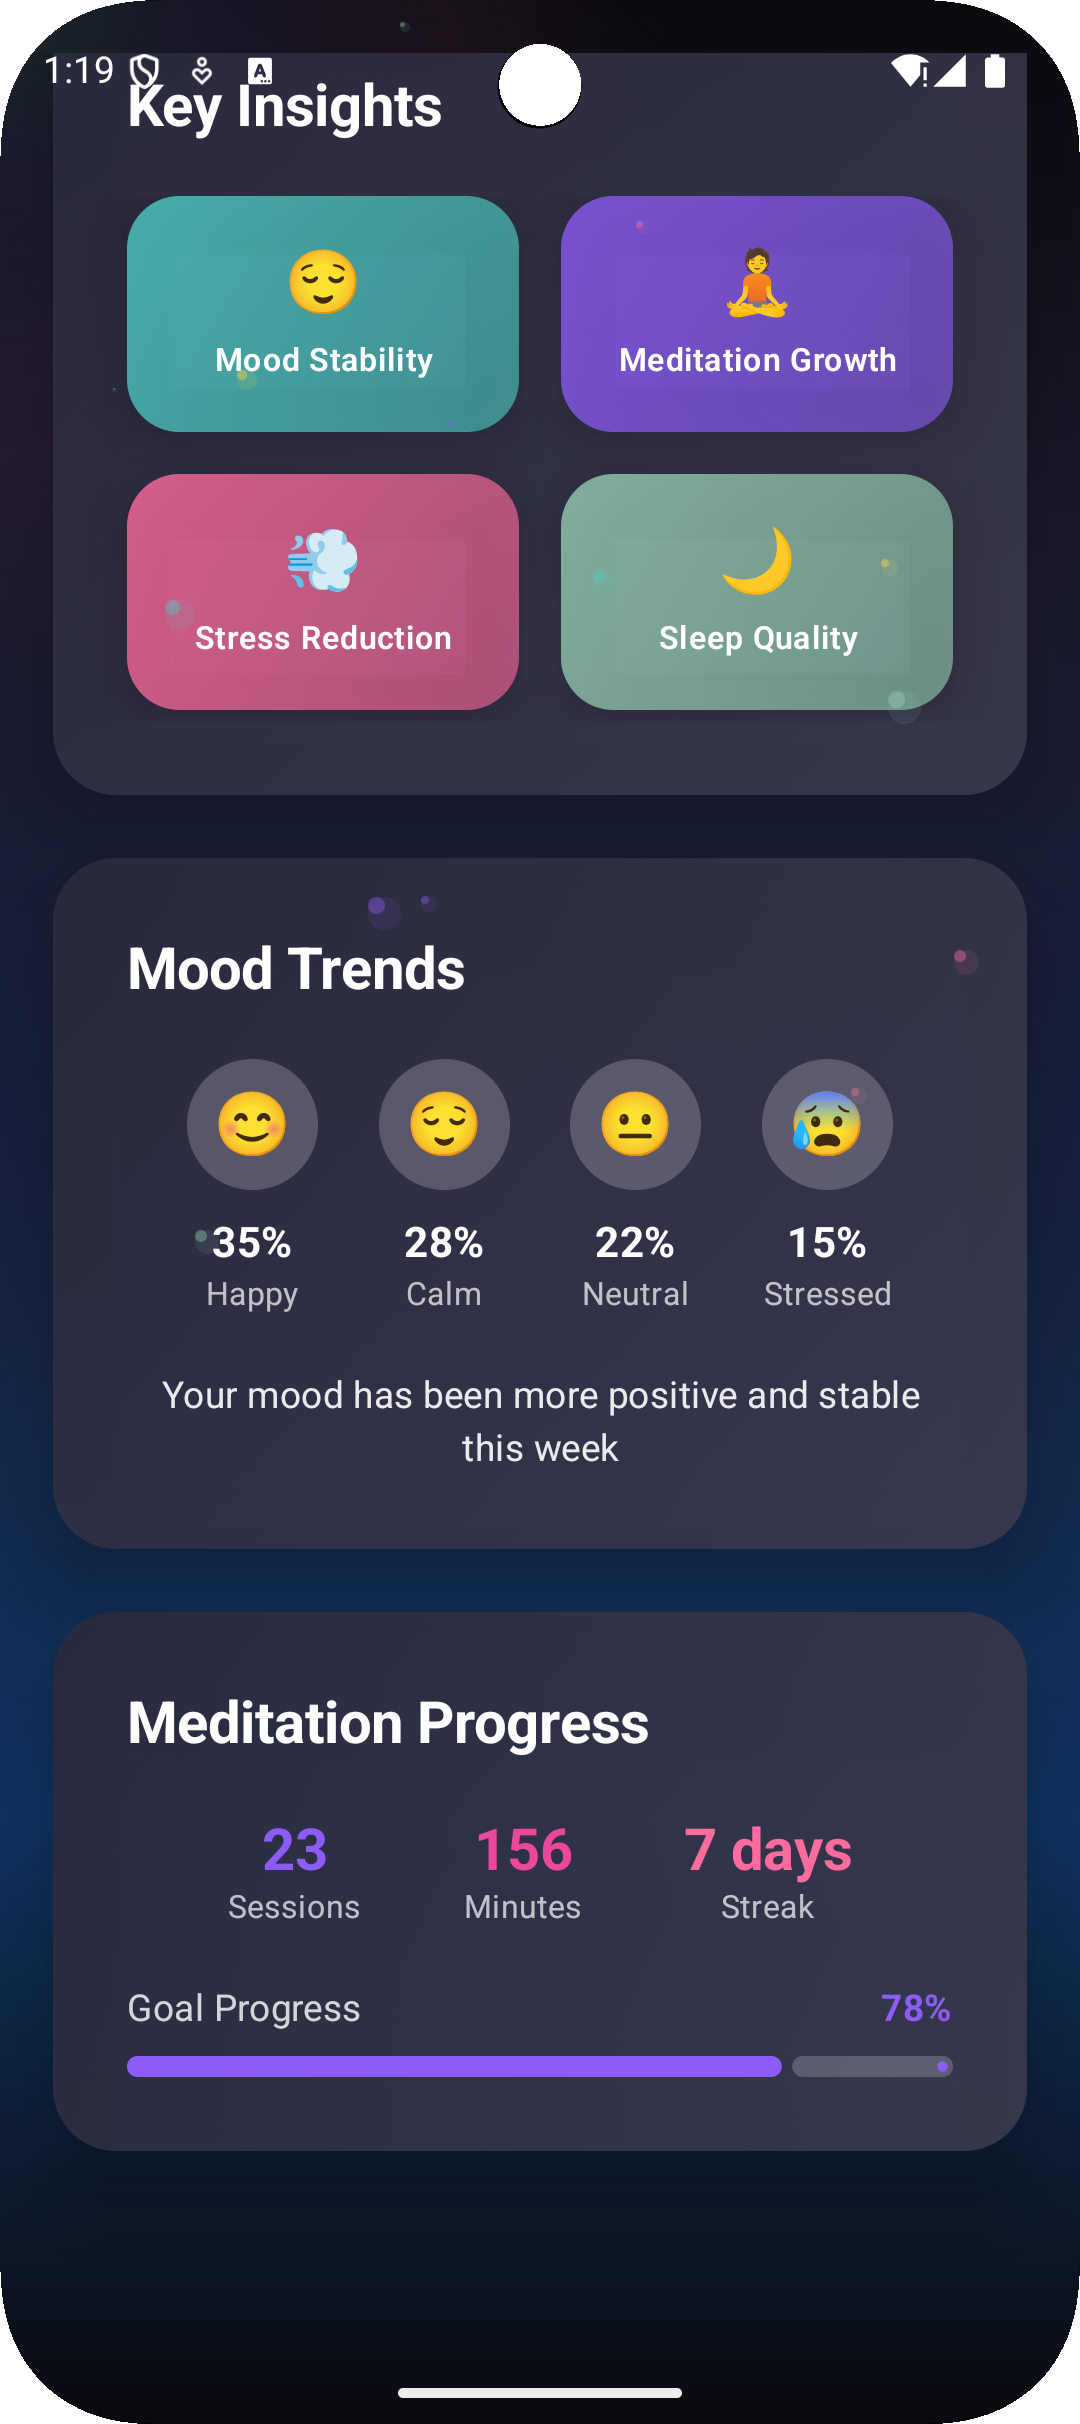 1:19
Key Insights
Mood Stability
Meditation Growth
Stress Reduction
Sleep Quality
Mood Trends
35%
28%
22%
15%
Happy
Calm
Neutral
Stressed
Your mood has been more positive and stable
this week
Meditation Progress
23
156
7 days
Sessions
Minutes
Streak
Goal Progress
78%